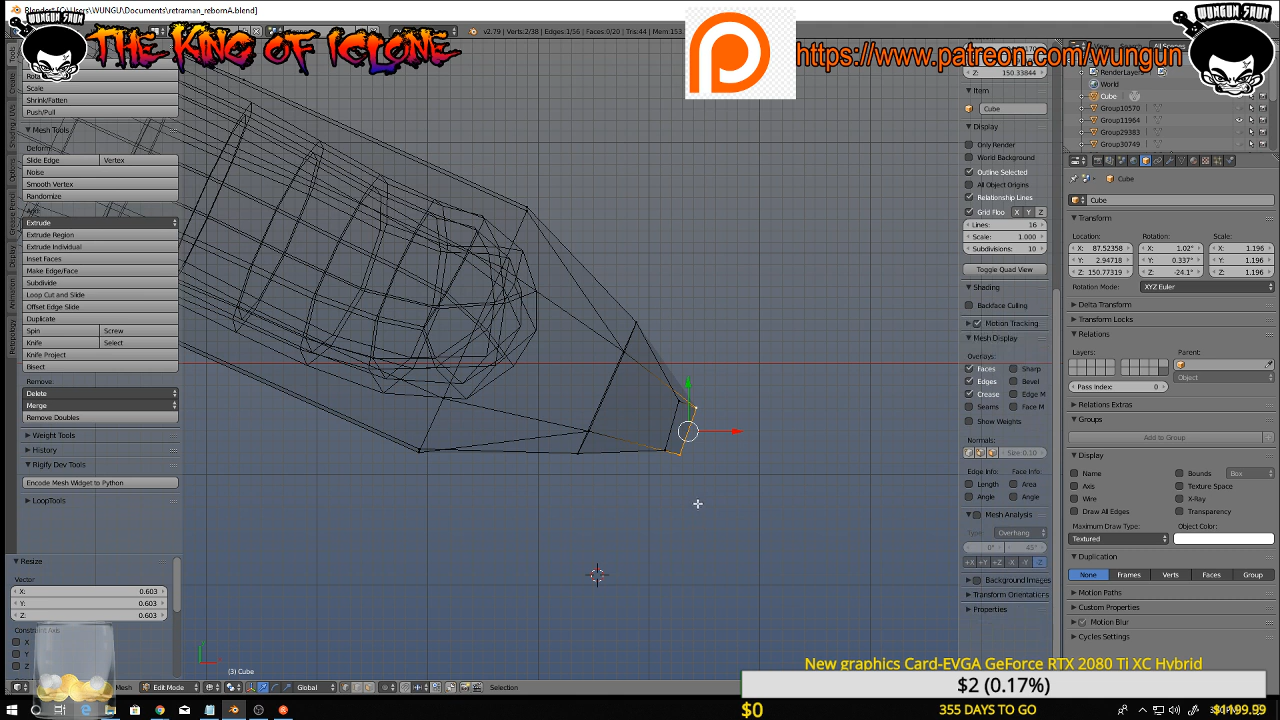 Blender* [C:\Users\WUNGU\Documents\retraman_rebornA.blend]
THE KING OF ICLONE
https://www.patreon.com/wungun
WUNGUN SHUN
WUNGUN SHUN
v2.79 | Verts:2/38 | Edges:1/56 | Faces:0/20 | Tris:44 | Mem:153.
Scale
Shrink/Fatten
Push/Pull
Mesh Tools
Deform:
Slide Edge
Vertex
Noise
Smooth Vertex
Randomize
Add:
Extrude
Extrude Region
Extrude Individual
Inset Faces
Make Edge/Face
Subdivide
Loop Cut and Slide
Offset Edge Slide
Duplicate
Spin
Screw
Knife
Select
Knife Project
Bisect
Remove:
Delete
Merge
Remove Doubles
Weight Tools
History
Rigify Dev Tools
Encode Mesh Widget to Python
LoopTools
Resize
Vector
X: 0.603
Y: 0.603
Z: 0.603
Constraint Axis
X
(3) Cube
Mesh
Edit Mode
Global
Selection
Z: 150.33844
Item
Cube
Display
Only Render
World Background
Outline Selected
All Object Origins
Relationship Lines
Grid Floo
X
Y
Z
Lines: 16
Scale: 1.000
Subdivisions: 10
Toggle Quad View
Shading
Backface Culling
Motion Tracking
Mesh Display
Overlays:
Faces
Sharp
Edges
Bevel
Crease
Edge M
Seams
Face M
Show Weights
Normals:
Size:0.10
Edge Info:
Face Info:
Length
Area
Angle
Angle
Mesh Analysis
Type:
Overhang
0°
45°
+X
+Y
+Z
-X
-Y
-Z
Background Images
Transform Orientations
Properties
RenderLayers
World
Cube
Group10570
Group11964
Group29383
Group30749
Cube
Cube
Transform
Location:
Rotation:
Scale:
X: 87.52358
X: 1.02°
X: 1.196
Y: 2.94718
Y: 0.337°
Y: 1.196
Z: 150.77319
Z: -24.1°
Z: 1.196
Rotation Mode:
XYZ Euler
Delta Transform
Transform Locks
Relations
Layers:
Parent:
Object
Pass Index: 0
Relations Extras
Groups
Add to Group
Display
Name
Bounds
Box
Axis
Texture Space
Wire
X-Ray
Draw All Edges
Transparency
Maximum Draw Type:
Object Color:
Textured
Duplication
None
Frames
Verts
Faces
Group
Motion Paths
Custom Properties
Motion Blur
Cycles Settings
New graphics Card-EVGA GeForce RTX 2080 Ti XC Hybrid
$2 (0.17%)
$0
355 DAYS TO GO
$1199.99